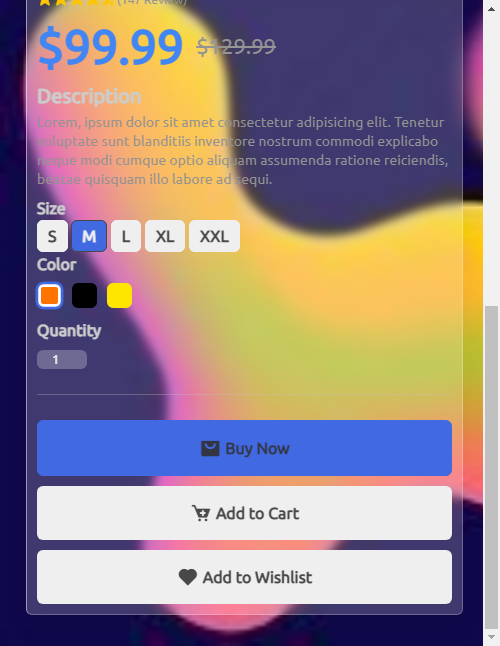 (147 Review)
$99.99 $129.99
Description
Lorem, ipsum dolor sit amet consectetur adipisicing elit. Tenetur
voluptate sunt blanditiis inventore nostrum commodi explicabo
neque modi cumque optio aliquam assumenda ratione reiciendis,
beatae quisquam illo labore ad sequi.
Size
S M L XL XXL
Color
Quantity
1
Buy Now
Add to Cart
Add to Wishlist